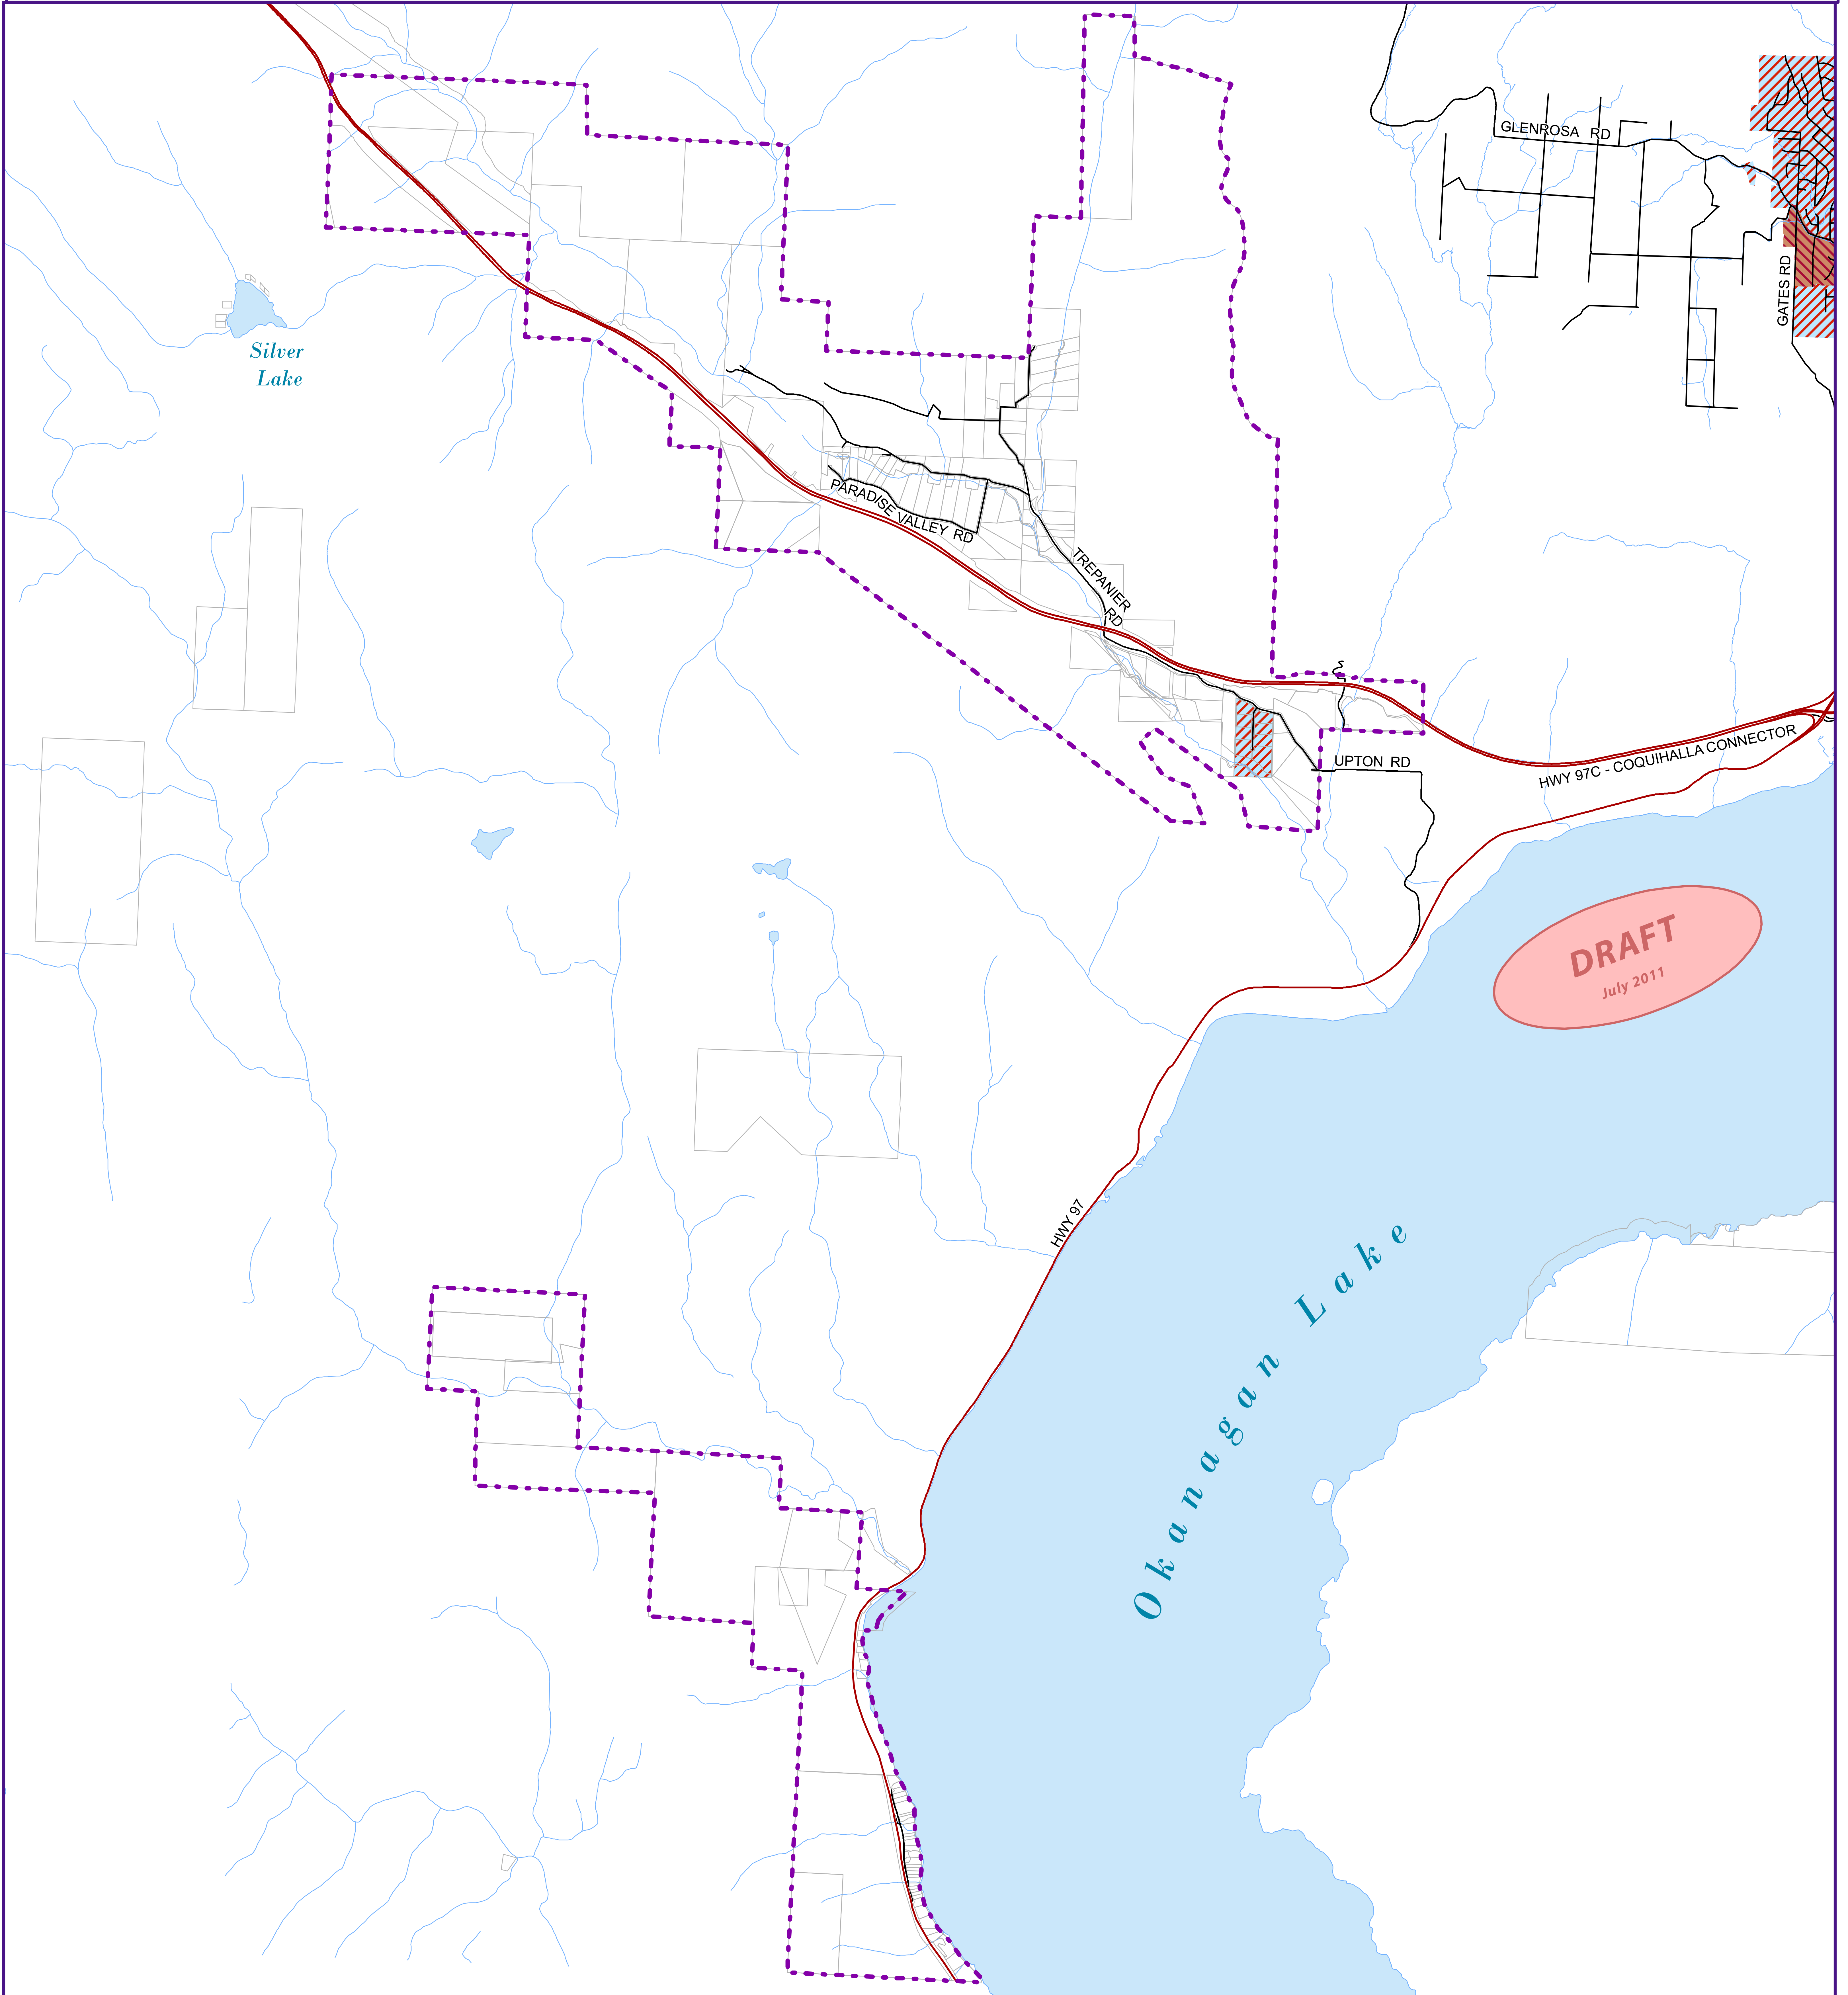 GLENROSA RD
GATES RD
Silver
Lake
PARADISE VALLEY RD
TREPANIER
RD
UPTON RD
HWY 97C - COQUIHALLA CONNECTOR
DRAFT
July 2011
HWY 97
Okanagan Lake